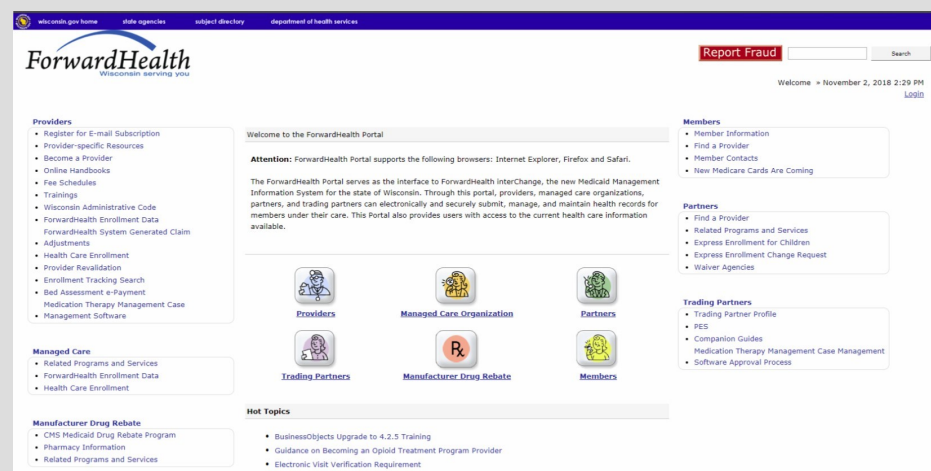 wisconsin.gov home state agencies subject directory department of health services
ForwardHealth
Wisconsin serving you
Report Fraud
Search
Welcome » November 2, 2018 2:29 PM
Login
Providers
Register for E-mail Subscription
Provider-specific Resources
Become a Provider
Online Handbooks
Fee Schedules
Trainings
Wisconsin Administrative Code
ForwardHealth Enrollment Data
ForwardHealth System Generated Claim
Adjustments
Health Care Enrollment
Provider Revalidation
Enrollment Tracking Search
Bed Assessment e-Payment
Medication Therapy Management Case
Management Software
Managed Care
Related Programs and Services
ForwardHealth Enrollment Data
Health Care Enrollment
Manufacturer Drug Rebate
CMS Medicaid Drug Rebate Program
Pharmacy Information
Related Programs and Services
Welcome to the ForwardHealth Portal
Attention: ForwardHealth Portal supports the following browsers: Internet Explorer, Firefox and Safari.
The ForwardHealth Portal serves as the interface to ForwardHealth interChange, the new Medicaid Management
Information System for the state of Wisconsin. Through this portal, providers, managed care organizations,
partners, and trading partners can electronically and securely submit, manage, and maintain health records for
members under their care. This Portal also provides users with access to the current health care information
available.
Providers
Managed Care Organization
Partners
Rx
Trading Partners
Manufacturer Drug Rebate
Members
Hot Topics
BusinessObjects Upgrade to 4.2.5 Training
Guidance on Becoming an Opioid Treatment Program Provider
Electronic Visit Verification Requirement
Members
Member Information
Find a Provider
Member Contacts
New Medicare Cards Are Coming
Partners
Find a Provider
Related Programs and Services
Express Enrollment for Children
Express Enrollment Change Request
Waiver Agencies
Trading Partners
Trading Partner Profile
PES
Companion Guides
Medication Therapy Management Case Management
Software Approval Process